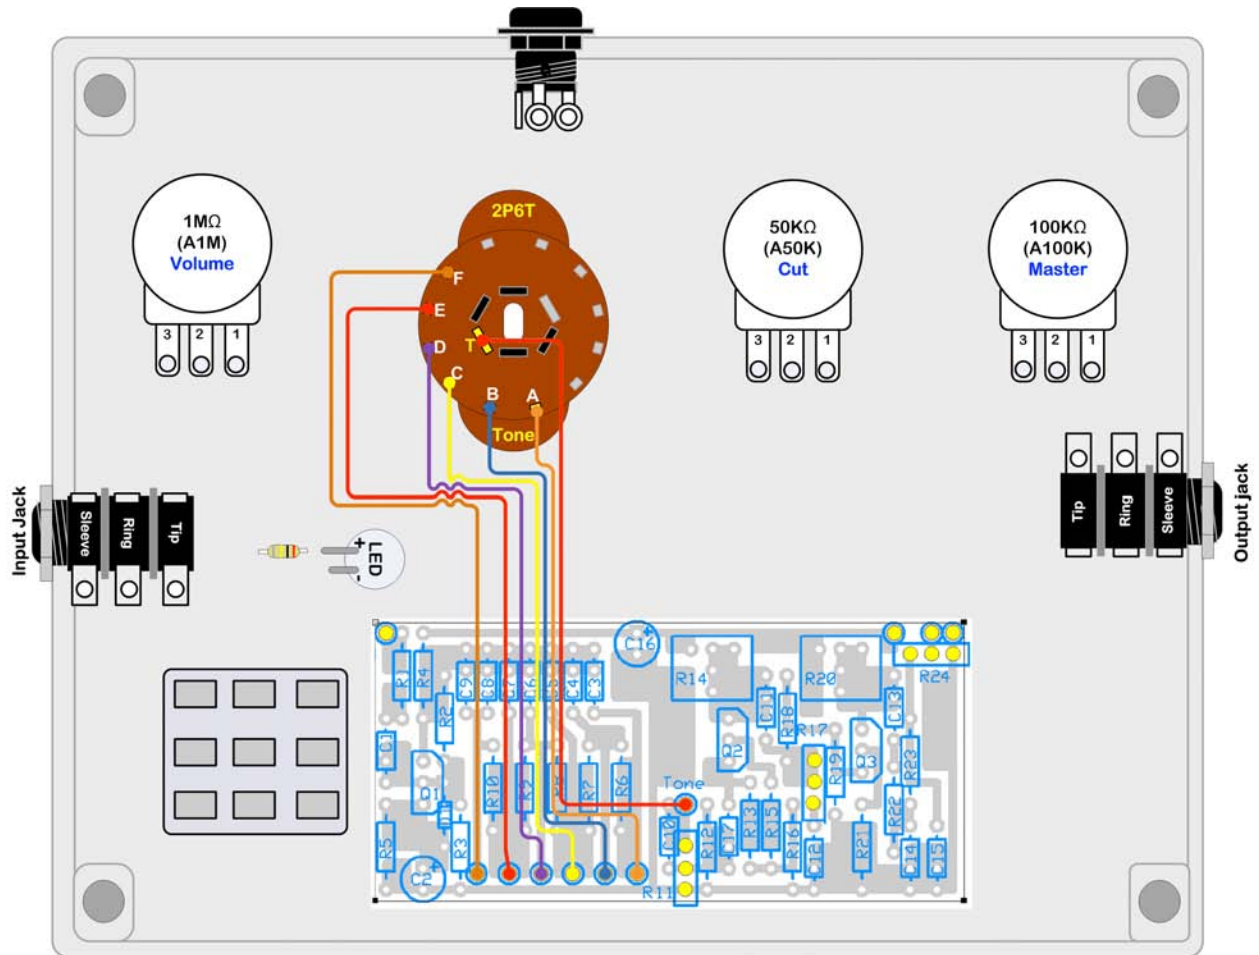 2P6T
F
E
D
T
C
B
A
Tone
1MΩ
(A1M)
Volume
3 2 1
50KΩ
(A50K)
Cut
3 2 1
100KΩ
(A100K)
Master
3 2 1
Input Jack
Sleeve
Ring
Tip
+
LED
-
Tip
Ring
Sleeve
Output jack
C16
+
R1
R4
C9
C8
C7
C6
C4
C3
R14
R20
R24
R2
C11
R18
C13
C1
R17
Q2
Q3
R19
R23
Q1
R10
R9
R7
R6
Tone
R5
R3
C10
R12
C17
R13
R15
R16
C12
R21
R22
C14
C15
C2
+
R11